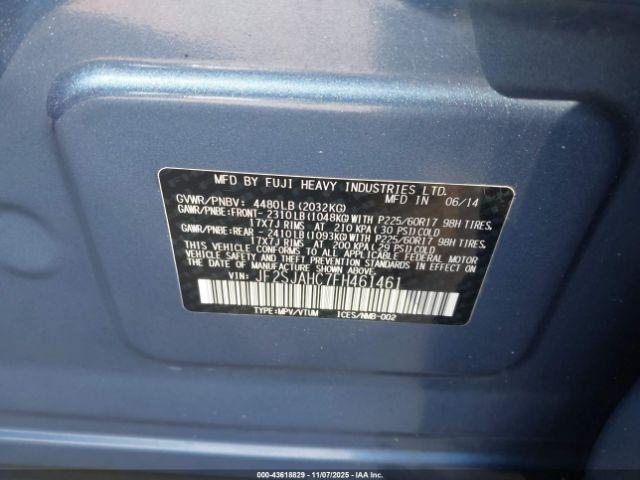 MFD BY FUJI HEAVY INDUSTRIES LTD.
GVWR/PNBV: 4480LB(2032KG) MFD IN 06/14
GAWR/PNBE:FRONT- 2310LB(1048KG)WITH P225/60R17 98H TIRES,
17X7J RIMS AT 210 KPA(30 PSI)COLD
GAWR/PNBE:REAR- 2410LB(1093KG)WITH P225/60R17 98H TIRES,
17X7J RIMS AT 200 KPA(29 PSI)COLD
THIS VEHICLE CONFORMS TO ALL APPLICABLE FEDERAL MOTOR
VEHICLE SAFETY AND THEFT PREVENTION STANDARDS IN EFFECT
ON THE DATE OF MANUFACTURE SHOWN ABOVE.
VIN: JF2SJAHC7FH461461
TYPE:MPV/VTUM ICES/NMB-002
000-43618829 - 11/07/2025 - IAA Inc.